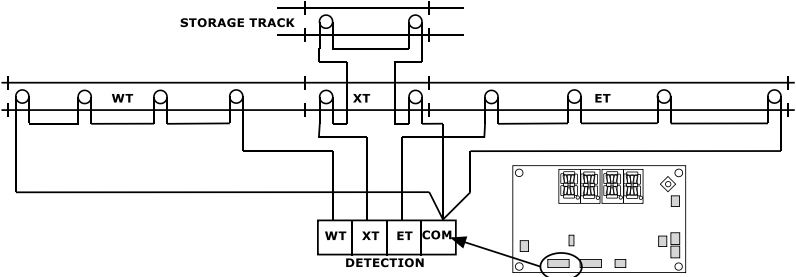 STORAGE TRACK
WT XT ET
WT XT ET COM
DETECTION